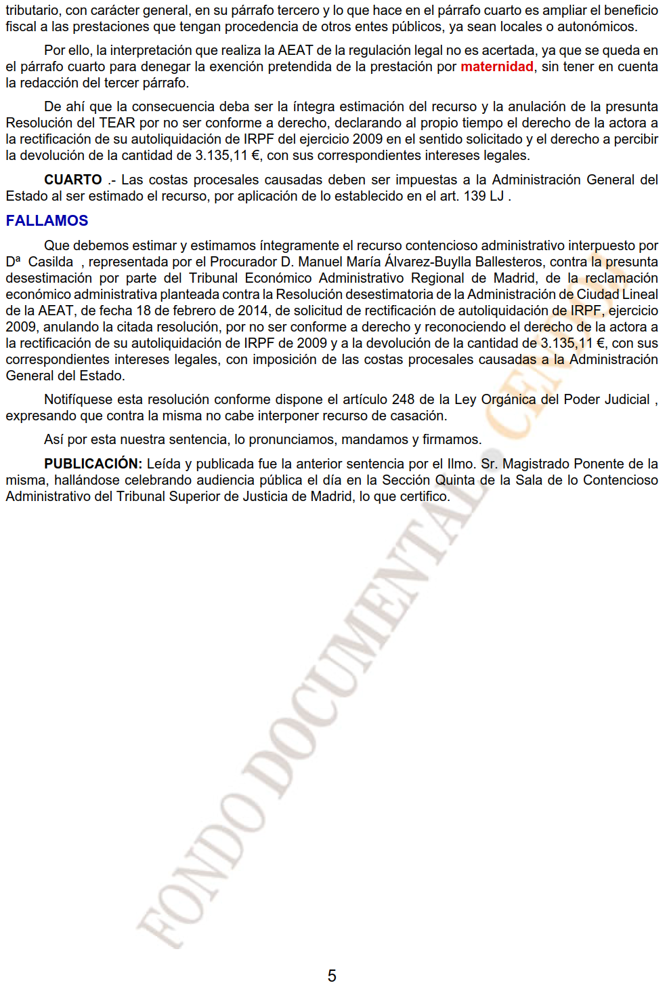 tributario, con carácter general, en su párrafo tercero y lo que hace en el párrafo cuarto es ampliar el beneficio
fiscal a las prestaciones que tengan procedencia de otros entes públicos, ya sean locales o autonómicos.
Por ello, la interpretación que realiza la AEAT de la regulación legal no es acertada, ya que se queda en
el párrafo cuarto para denegar la exención pretendida de la prestación por maternidad, sin tener en cuenta
la redacción del tercer párrafo.
De ahí que la consecuencia deba ser la íntegra estimación del recurso y la anulación de la presunta
Resolución del TEAR por no ser conforme a derecho, declarando al propio tiempo el derecho de la actora a
la rectificación de su autoliquidación de IRPF del ejercicio 2009 en el sentido solicitado y el derecho a percibir
la devolución de la cantidad de 3.135,11 €, con sus correspondientes intereses legales.
CUARTO .- Las costas procesales causadas deben ser impuestas a la Administración General del
Estado al ser estimado el recurso, por aplicación de lo establecido en el art. 139 LJ .
FALLAMOS
Que debemos estimar y estimamos íntegramente el recurso contencioso administrativo interpuesto por
Dª Casilda , representada por el Procurador D. Manuel María Álvarez-Buylla Ballesteros, contra la presunta
desestimación por parte del Tribunal Económico Administrativo Regional de Madrid, de la reclamación
económico administrativa planteada contra la Resolución desestimatoria de la Administración de Ciudad Lineal
de la AEAT, de fecha 18 de febrero de 2014, de solicitud de rectificación de autoliquidación de IRPF, ejercicio
2009, anulando la citada resolución, por no ser conforme a derecho y reconociendo el derecho de la actora a
la rectificación de su autoliquidación de IRPF de 2009 y a la devolución de la cantidad de 3.135,11 €, con sus
correspondientes intereses legales, con imposición de las costas procesales causadas a la Administración
General del Estado.
Notifíquese esta resolución conforme dispone el artículo 248 de la Ley Orgánica del Poder Judicial ,
expresando que contra la misma no cabe interponer recurso de casación.
Así por esta nuestra sentencia, lo pronunciamos, mandamos y firmamos.
PUBLICACIÓN: Leída y publicada fue la anterior sentencia por el Ilmo. Sr. Magistrado Ponente de la
misma, hallándose celebrando audiencia pública el día en la Sección Quinta de la Sala de lo Contencioso
Administrativo del Tribunal Superior de Justicia de Madrid, lo que certifico.
FONDO DOCUMENTAL • CENDOJ
5